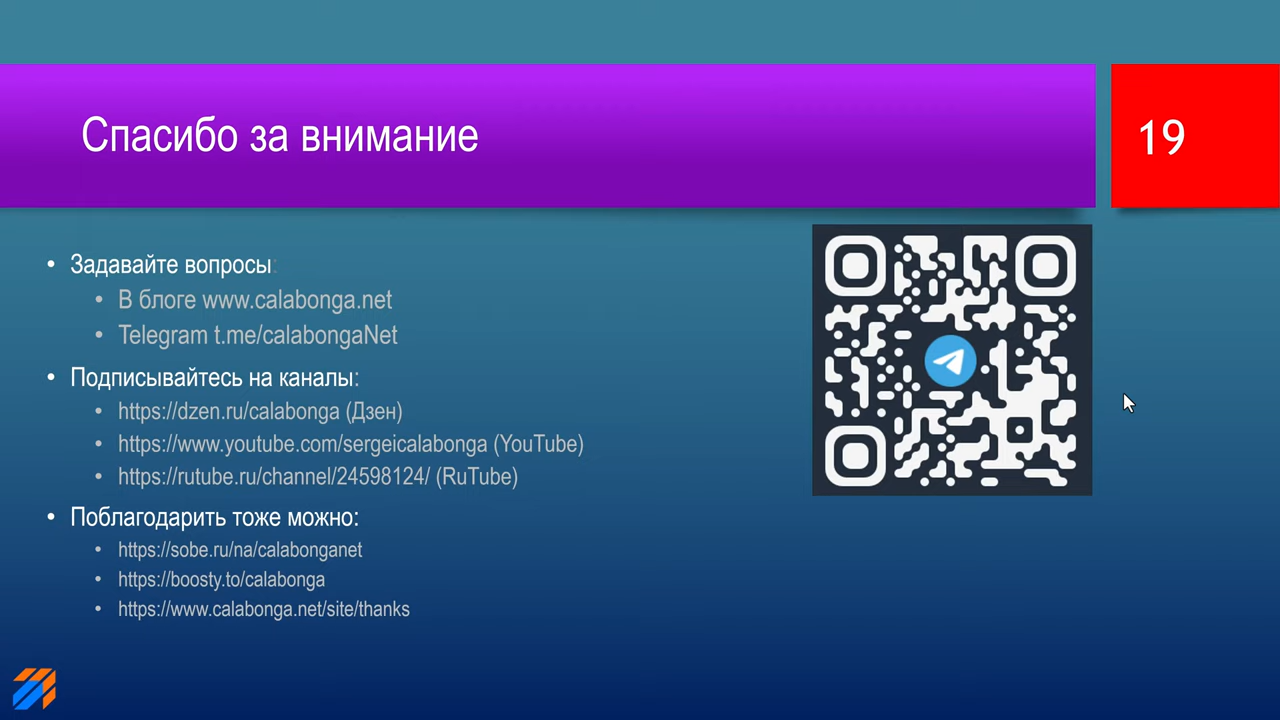 Спасибо за внимание
19
• Задавайте вопросы:
• В блоге www.calabonga.net
• Telegram t.me/calabongaNet
• Подписывайтесь на каналы:
• https://dzen.ru/calabonga (Дзен)
• https://www.youtube.com/sergeicalabonga (YouTube)
• https://rutube.ru/channel/24598124/ (RuTube)
• Поблагодарить тоже можно:
• https://sobe.ru/na/calabonganet
• https://boosty.to/calabonga
• https://www.calabonga.net/site/thanks